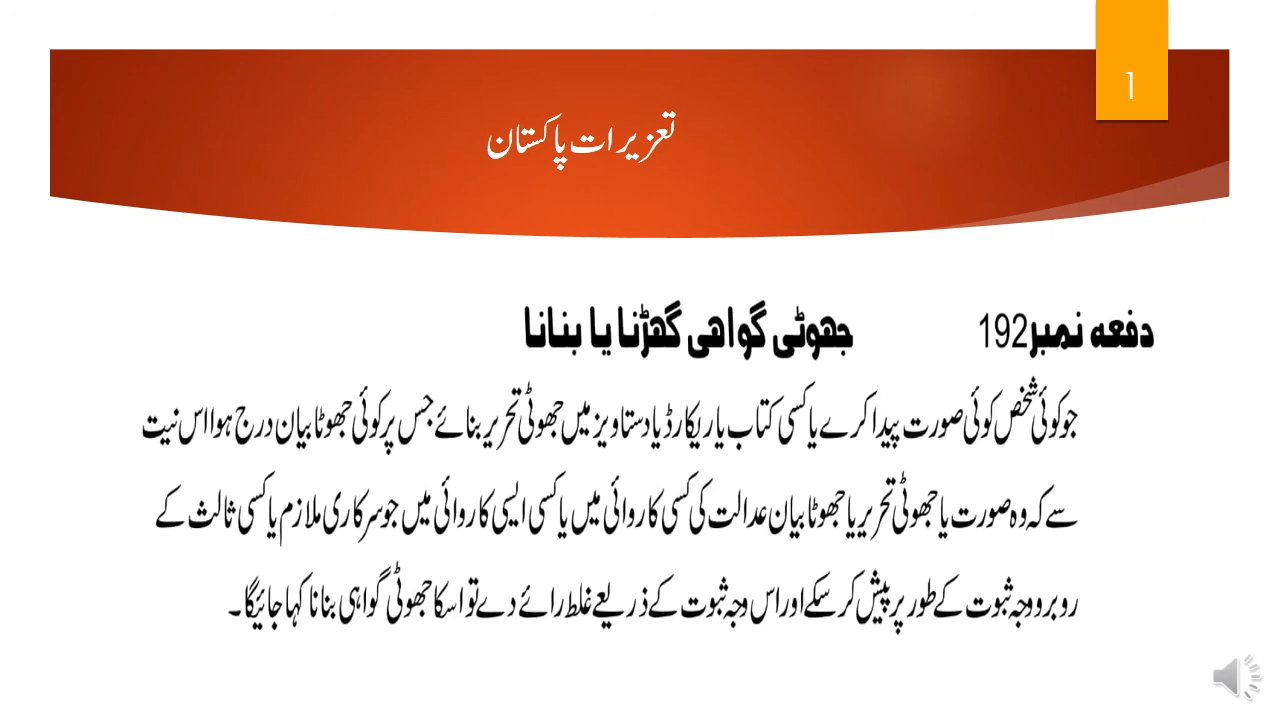 1
تعزیرات پاکستان
دفعہ نمبر192 جھوٹی گواھی گھڑنا یا بنانا
جو کوئی شخص کوئی صورت پیدا کرے یا کسی کتاب یا ریکارڈ یا دستاویز میں جھوٹی تحریر بنائے جس پر کوئی جھوٹا بیان درج ہو ااس نیت
سے کہ وہ صورت یا جھوٹی تحریر یا جھوٹا بیان عدالت کی کسی کاروائی میں یا کسی ایسی کاروائی میں جو سرکاری ملازم یا کسی ثالث کے
روبرو وجہ ثبوت کے طور پر پیش کر سکے اور اس وجہ ثبوت کے ذریعے غلط رائے دے تو اسکا جھوٹی گواہی بنانا کہا جائیگا۔